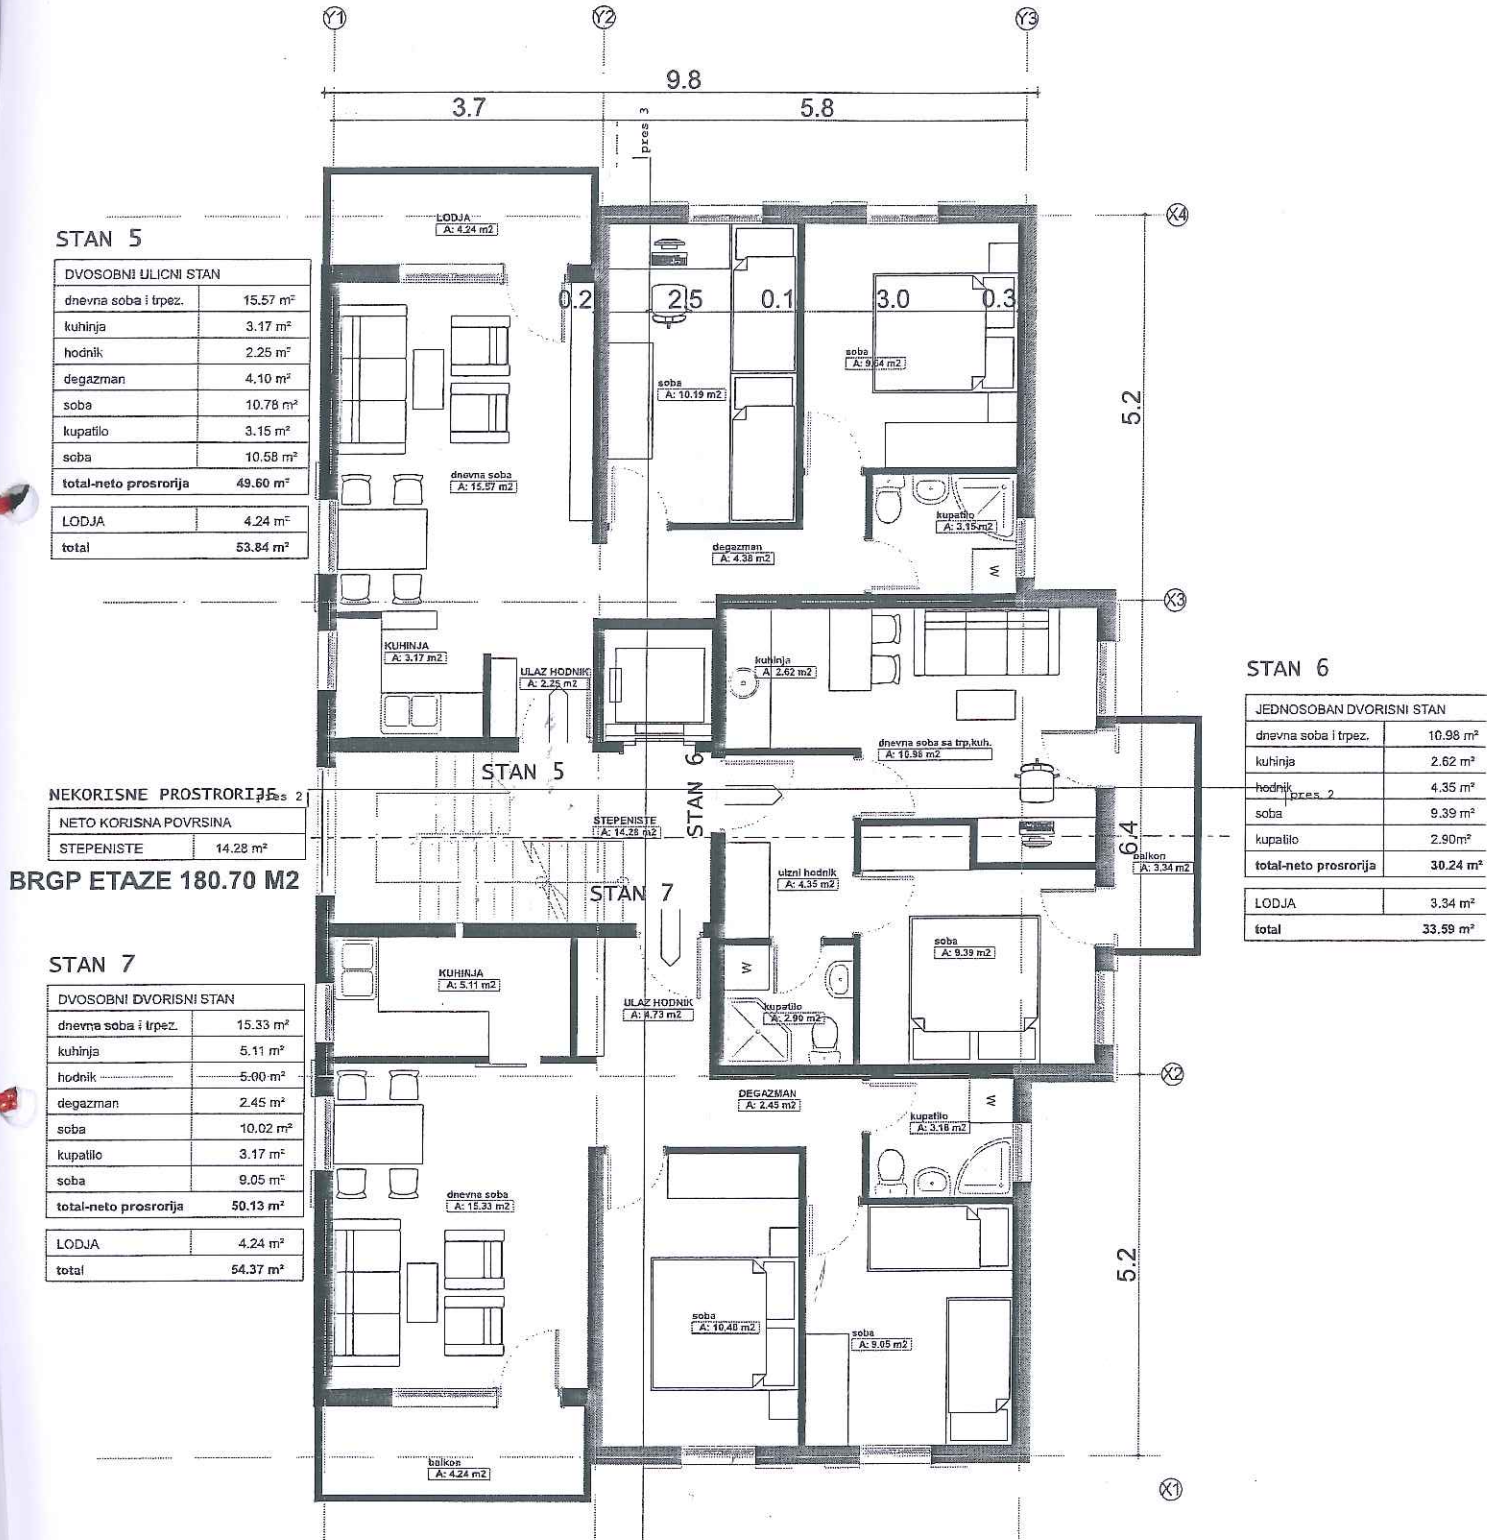 Y1
Y2
Y3
9.8
3.7
5.8
pres 3
X4
LODJA
A: 4.24 m2
STAN 5
DVOSOBNI ULICNI STAN
dnevna soba i trpez. 15.57 m²
kuhinja 3.17 m²
hodnik 2.25 m²
degazman 4.10 m²
soba 10.78 m²
kupatilo 3.15 m²
soba 10.58 m²
total-neto prosrorija 49.60 m²
LODJA 4.24 m²
total 53.84 m²
0.2
2.5
0.1
3.0
0.3
soba
A: 10.19 m2
soba
5.2
dnevna soba
A: 15.57 m2
kupatilo
A: 3.15 m2
degazman
A: 4.38 m2
W
X3
KUHINJA
A: 3.17 m2
ULAZ HODNIK
A: 2.25 m2
kuhinja
A 2.62 m2
dnevna soba sa trp,kuh.
A: 10.98 m2
STAN 6
JEDNOSOBAN DVORISNI STAN
dnevna soba i trpez. 10.98 m²
kuhinja 2.62 m²
hodnik 4.35 m²
soba 9.39 m²
kupatilo 2.90m²
total-neto prosrorija 30.24 m²
LODJA 3.34 m²
total 33.59 m²
pres 2
STAN 5
STAN 6
NEKORISNE PROSTRORIJE
pres 2
NETO KORISNA POVRSINA
STEPENISTE 14.28 m²
BRGP ETAZE 180.70 M2
STEPENISTE
A: 14.28 m2
STAN 7
6.4
balkon
A: 3.34 m2
ulzni hodnik
A: 4.35 m2
soba
A: 9.39 m2
W
kupatilo
A: 2.90 m2
STAN 7
DVOSOBNI DVORISNI STAN
dnevna soba i trpez. 15.33 m²
kuhinja 5.11 m²
hodnik 5.00 m²
degazman 2.45 m²
soba 10.02 m²
kupatilo 3.17 m²
soba 9.05 m²
total-neto prosrorija 50.13 m²
LODJA 4.24 m²
total 54.37 m²
KUHINJA
A: 5.11 m2
ULAZ HODNIK
A: 4.73 m2
X2
DEGAZMAN
A: 2.45 m2
kupatilo
A: 3.18 m2
W
dnevna soba
A: 15.33 m2
5.2
soba
A: 10.48 m2
soba
A: 9.05 m2
balkon
A: 4.24 m2
X1